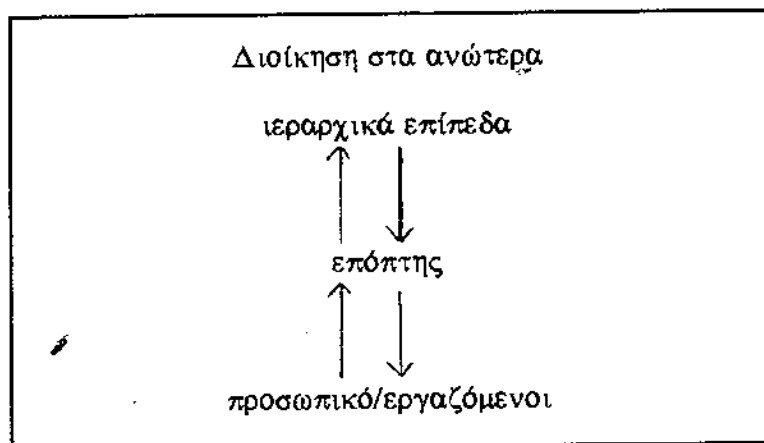 Διοίκηση στα ανώτερα
ιεραρχικά επίπεδα
επόπτης
προσωπικό/εργαζόμενοι